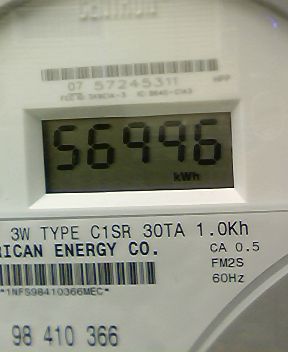 07 57245311 HPP
56996
kWh
3W TYPE C1SR 30TA 1.0Kh
RICAN ENERGY CO. CA 0.5
FM2S
60Hz
*1NFS98410366MEC*
98 410 366